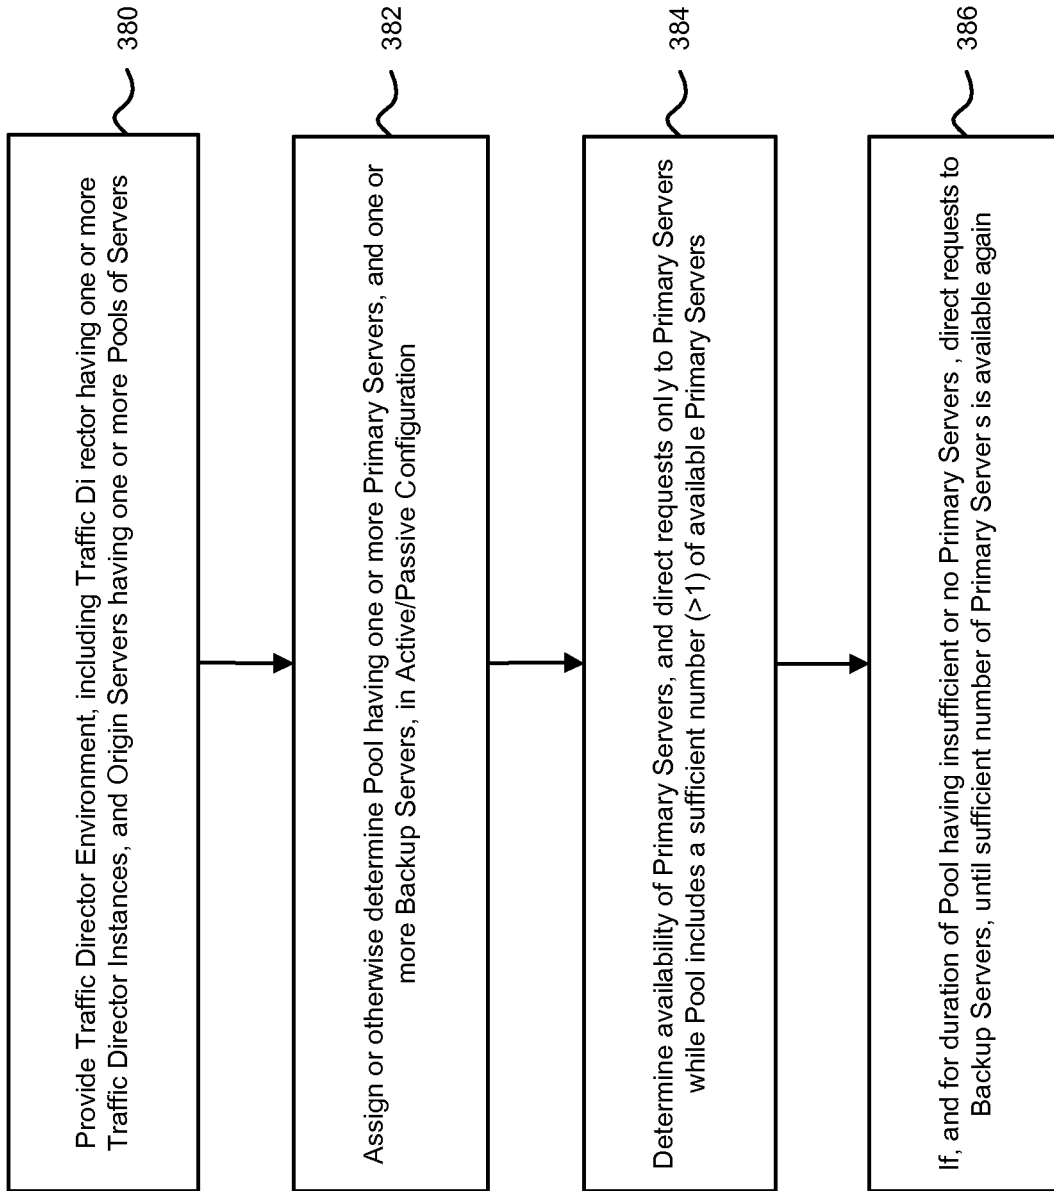 Provide Traffic Director Environment, including Traffic Di rector having one or more
Traffic Director Instances, and Origin Servers having one or more Pools of Servers
380
Assign or otherwise determine Pool having one or more Primary Servers, and one or
more Backup Servers, in Active/Passive Configuration
382
Determine availability of Primary Servers, and direct requests only to Primary Servers
while Pool includes a sufficient number (>1) of available Primary Servers
384
If, and for duration of Pool having insufficient or no Primary Servers , direct requests to
Backup Servers, until sufficient number of Primary Server s is available again
386